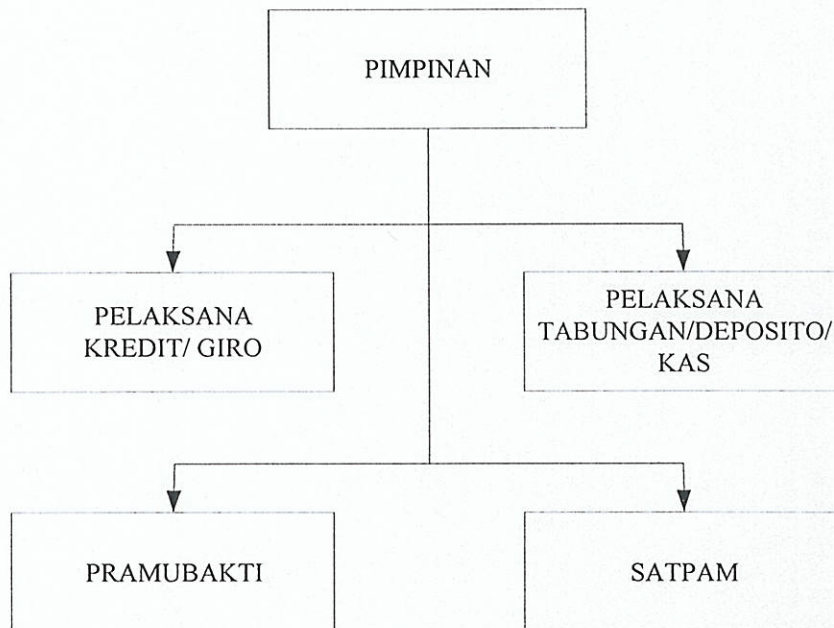 PIMPINAN
PELAKSANA
KREDIT/ GIRO
PELAKSANA
TABUNGAN/DEPOSITO/
KAS
PRAMUBAKTI
SATPAM